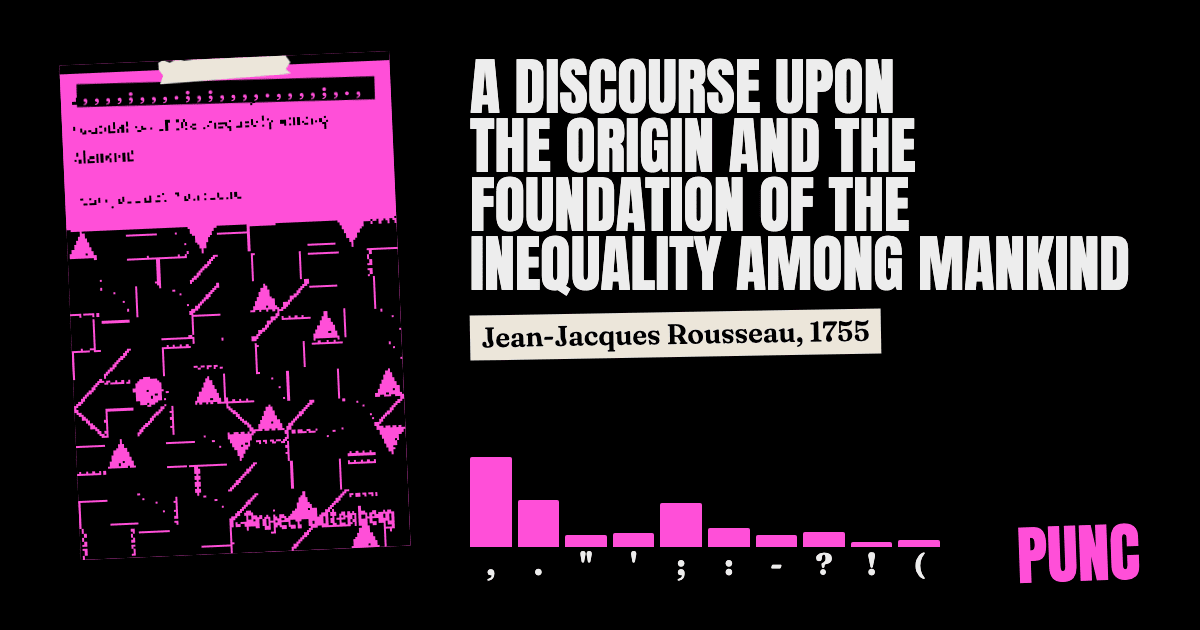 , , , , ; , , , . ; , ; , , , , , , . , , , , ; , . ,
Mankind
Project Gutenberg
A DISCOURSE UPON
THE ORIGIN AND THE
FOUNDATION OF THE
INEQUALITY AMONG MANKIND
Jean-Jacques Rousseau, 1755
, . " ' ; : - ? ! (
PUNC